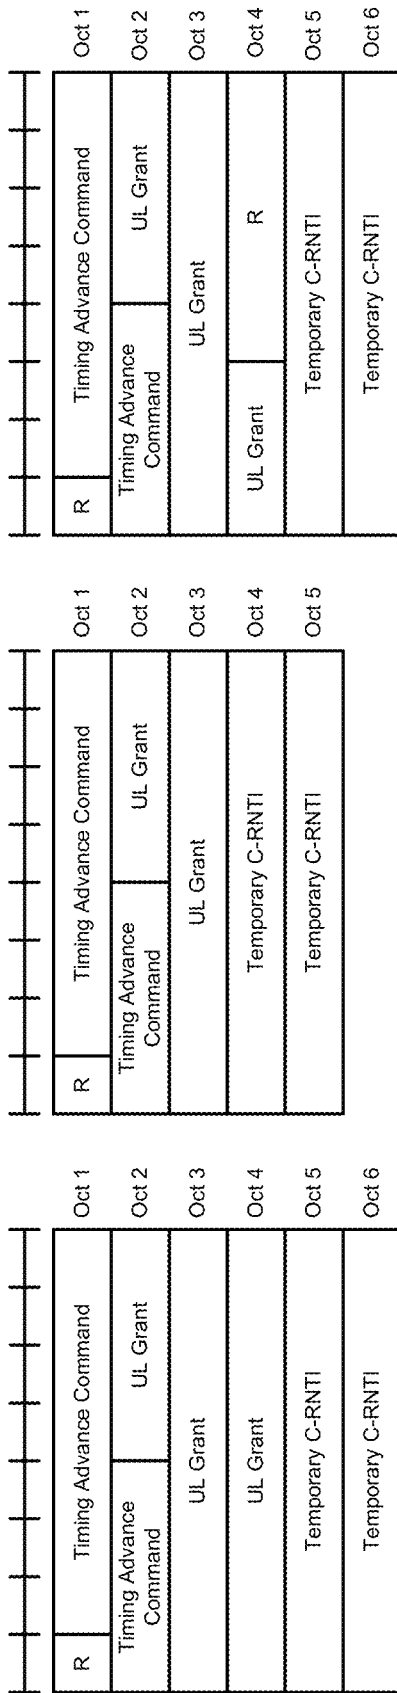 R
Timing Advance Command
Oct 1
Timing Advance
Command
UL Grant
Oct 2
UL Grant
Oct 3
UL Grant
Oct 4
Temporary C-RNTI
Oct 5
Temporary C-RNTI
Oct 6
R
Timing Advance Command
Oct 1
Timing Advance
Command
UL Grant
Oct 2
UL Grant
Oct 3
Temporary C-RNTI
Oct 4
Temporary C-RNTI
Oct 5
R
Timing Advance Command
Oct 1
Timing Advance
Command
UL Grant
Oct 2
UL Grant
Oct 3
UL Grant
R
Oct 4
Temporary C-RNTI
Oct 5
Temporary C-RNTI
Oct 6